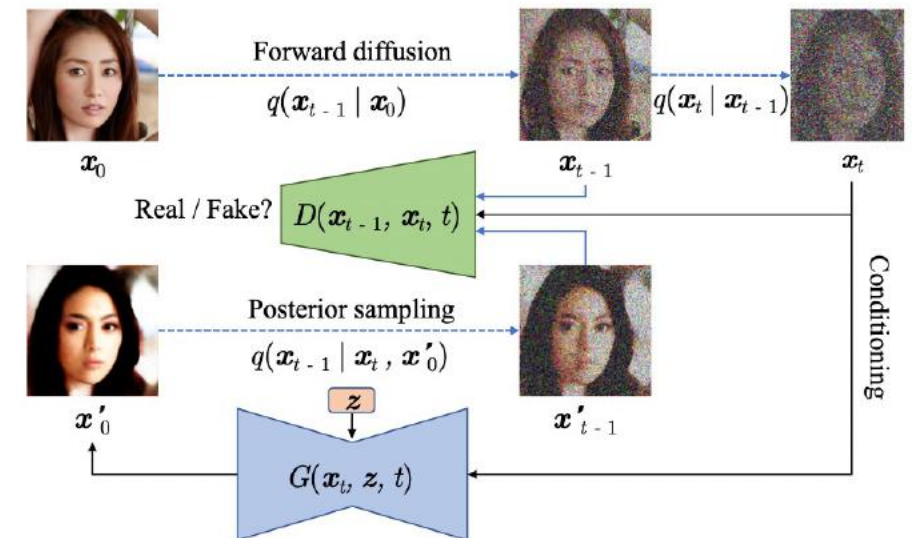 Forward diffusion
q(x_{t-1} | x_0)
q(x_t | x_{t-1})
x_0
x_{t-1}
x_t
Real / Fake?
D(x_{t-1}, x_t, t)
Posterior sampling
q(x_{t-1} | x_t, x'_0)
Conditioning
z
x'_0
x'_{t-1}
G(x_t, z, t)